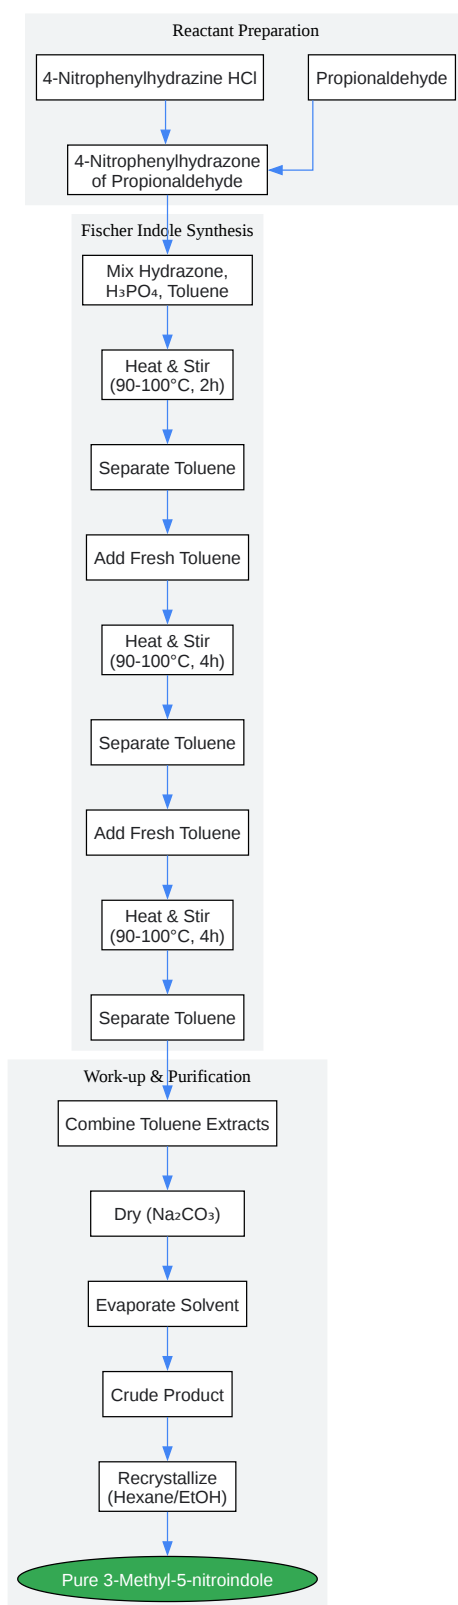 Reactant Preparation
4-Nitrophenylhydrazine HCl
Propionaldehyde
4-Nitrophenylhydrazone
of Propionaldehyde
Fischer Indole Synthesis
Mix Hydrazone,
H₃PO₄, Toluene
Heat & Stir
(90-100°C, 2h)
Separate Toluene
Add Fresh Toluene
Heat & Stir
(90-100°C, 4h)
Separate Toluene
Add Fresh Toluene
Heat & Stir
(90-100°C, 4h)
Separate Toluene
Work-up & Purification
Combine Toluene Extracts
Dry (Na₂CO₃)
Evaporate Solvent
Crude Product
Recrystallize
(Hexane/EtOH)
Pure 3-Methyl-5-nitroindole